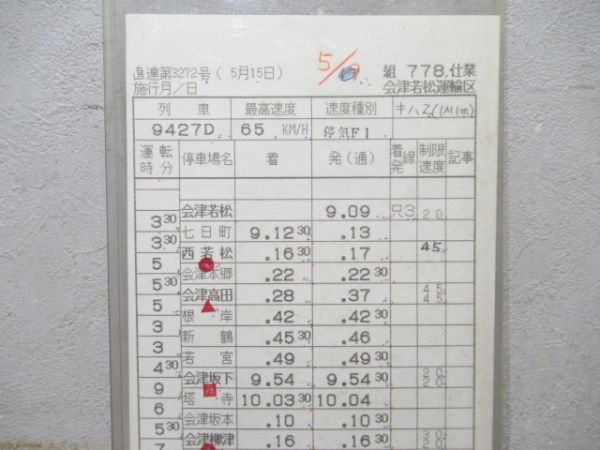 直達第3272号( 5月15日)
施行月/日
5/9
組 778.仕業
会津若松運輸区
列 車 最高速度 速度種別 キハ
9427D 65 KM/H 停気F1
運転時分 停車場名 着 発(通) 着発線 制限速度 記事
会津若松 9.09 只3 20
3 30
七日町 9.12 30 .13
3 30
西若松 .16 30 .17 45
5
会津本郷 .22 .22 30
5 30
会津高田 .28 .37 45 45
5
根岸 .42 .42 30
3
新鶴 .45 30 .46
3
若宮 .49 .49 30
4 30
会津坂下 9.54 9.54 30 20 20
9
塔寺 10.03 30 10.04
6
会津坂本 .10 .10 30
5 30
会津柳津 .16 .16 30
7